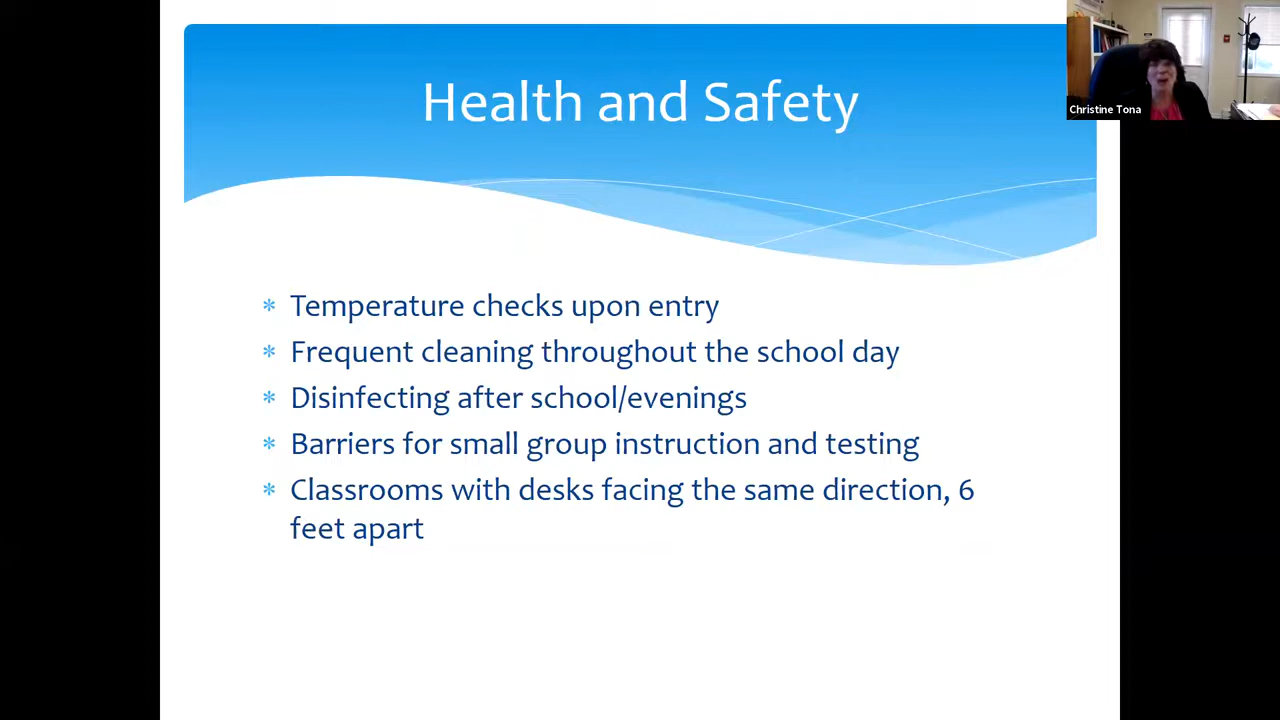 Health and Safety
Christine Tona
* Temperature checks upon entry
* Frequent cleaning throughout the school day
* Disinfecting after school/evenings
* Barriers for small group instruction and testing
* Classrooms with desks facing the same direction, 6
feet apart